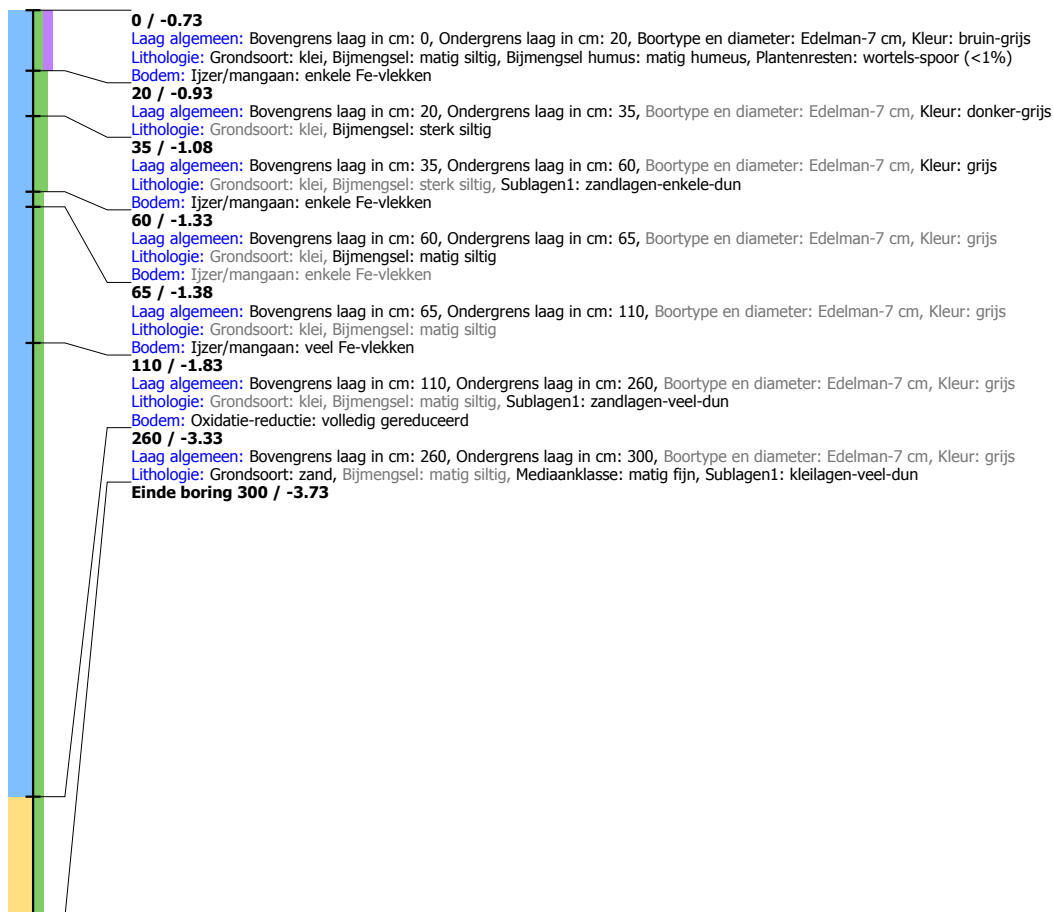 0 / -0.73
Laag algemeen: Bovengrens laag in cm: 0, Ondergrens laag in cm: 20, Boortype en diameter: Edelman-7 cm, Kleur: bruin-grijs
Lithologie: Grondsoort: klei, Bijmengsel: matig siltig, Bijmengsel humus: matig humeus, Plantenresten: wortels-spoor (<1%)
Bodem: Ijzer/mangaan: enkele Fe-vlekken
20 / -0.93
Laag algemeen: Bovengrens laag in cm: 20, Ondergrens laag in cm: 35, Boortype en diameter: Edelman-7 cm, Kleur: donker-grijs
Lithologie: Grondsoort: klei, Bijmengsel: sterk siltig
35 / -1.08
Laag algemeen: Bovengrens laag in cm: 35, Ondergrens laag in cm: 60, Boortype en diameter: Edelman-7 cm, Kleur: grijs
Lithologie: Grondsoort: klei, Bijmengsel: sterk siltig, Sublagen1: zandlagen-enkele-dun
Bodem: Ijzer/mangaan: enkele Fe-vlekken
60 / -1.33
Laag algemeen: Bovengrens laag in cm: 60, Ondergrens laag in cm: 65, Boortype en diameter: Edelman-7 cm, Kleur: grijs
Lithologie: Grondsoort: klei, Bijmengsel: matig siltig
Bodem: Ijzer/mangaan: enkele Fe-vlekken
65 / -1.38
Laag algemeen: Bovengrens laag in cm: 65, Ondergrens laag in cm: 110, Boortype en diameter: Edelman-7 cm, Kleur: grijs
Lithologie: Grondsoort: klei, Bijmengsel: matig siltig
Bodem: Ijzer/mangaan: veel Fe-vlekken
110 / -1.83
Laag algemeen: Bovengrens laag in cm: 110, Ondergrens laag in cm: 260, Boortype en diameter: Edelman-7 cm, Kleur: grijs
Lithologie: Grondsoort: klei, Bijmengsel: matig siltig, Sublagen1: zandlagen-veel-dun
Bodem: Oxidatie-reductie: volledig gereduceerd
260 / -3.33
Laag algemeen: Bovengrens laag in cm: 260, Ondergrens laag in cm: 300, Boortype en diameter: Edelman-7 cm, Kleur: grijs
Lithologie: Grondsoort: zand, Bijmengsel: matig siltig, Mediaanklasse: matig fijn, Sublagen1: kleilagen-veel-dun
Einde boring 300 / -3.73